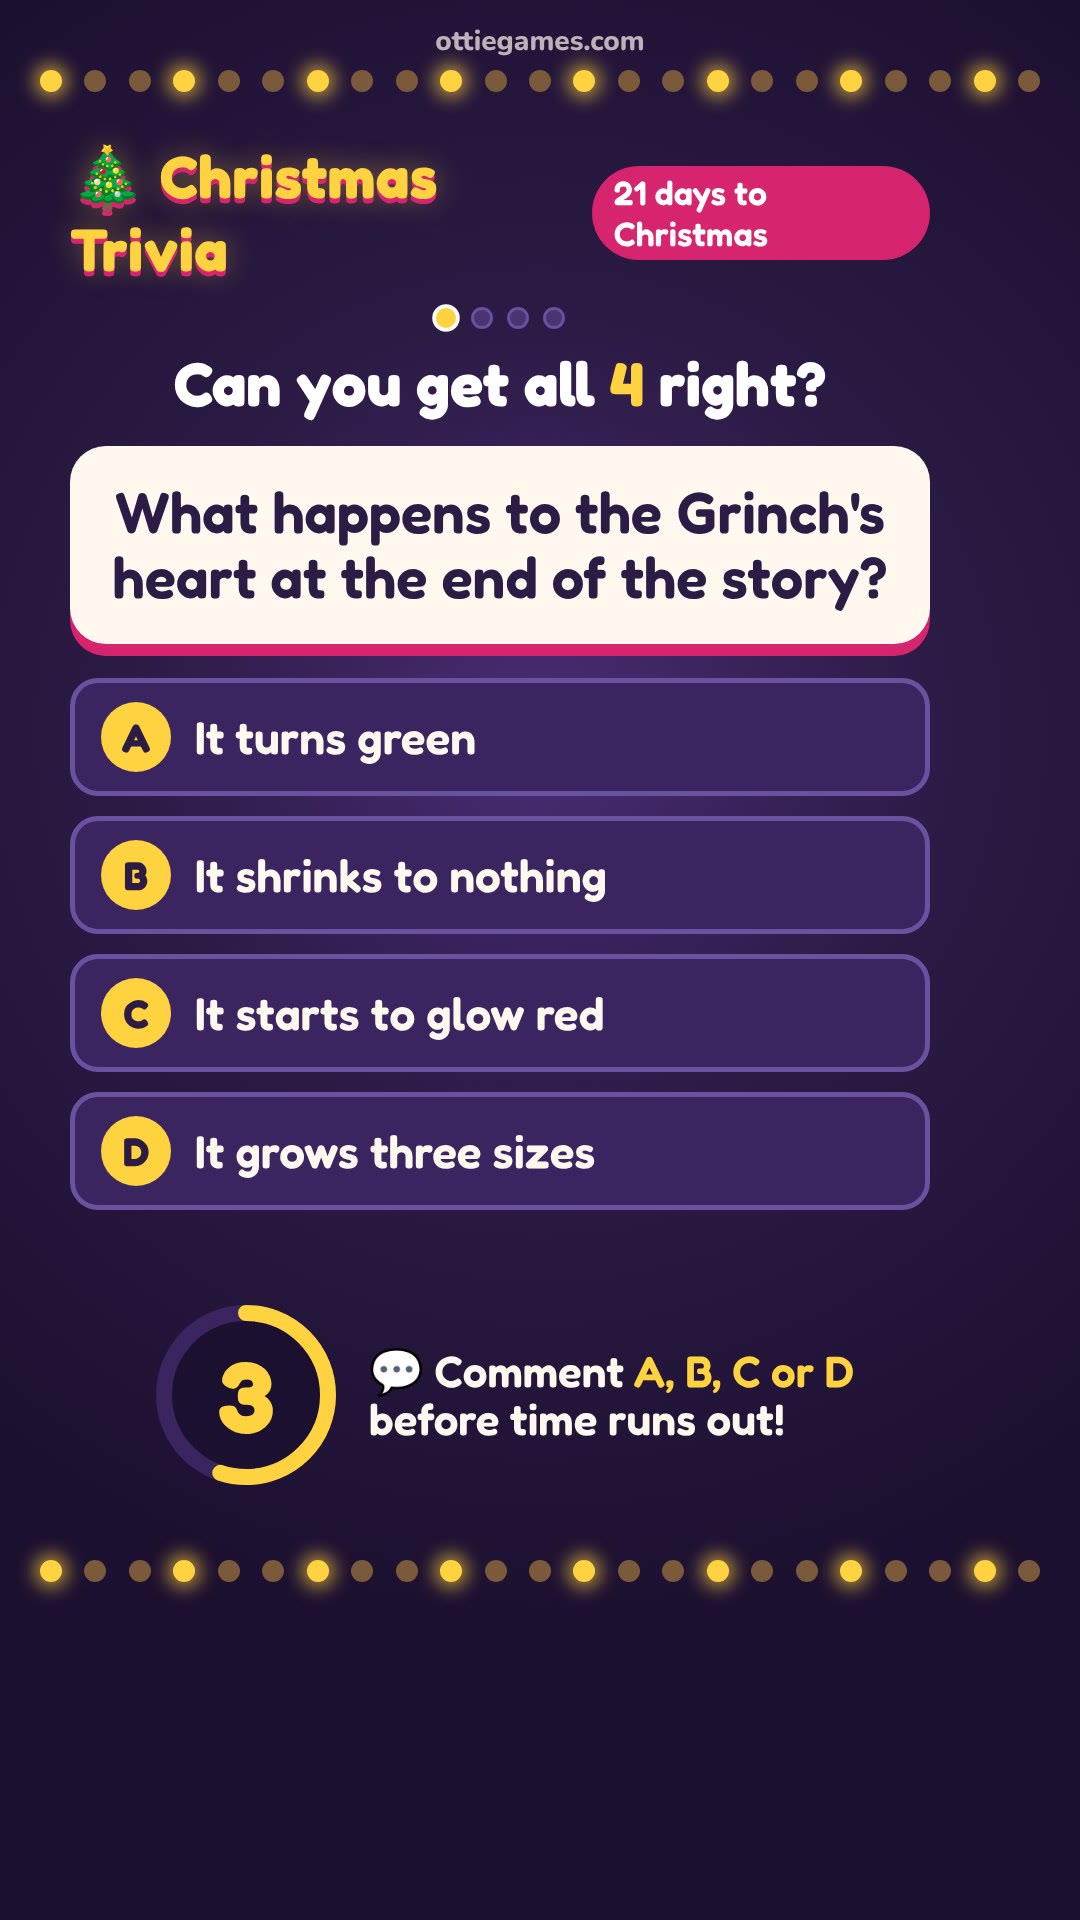 ottiegames.com
🎄 Christmas
Trivia
21 days to
Christmas
Can you get all 4 right?
What happens to the Grinch's
heart at the end of the story?
A It turns green
B It shrinks to nothing
C It starts to glow red
D It grows three sizes
3
💬 Comment A, B, C or D
before time runs out!